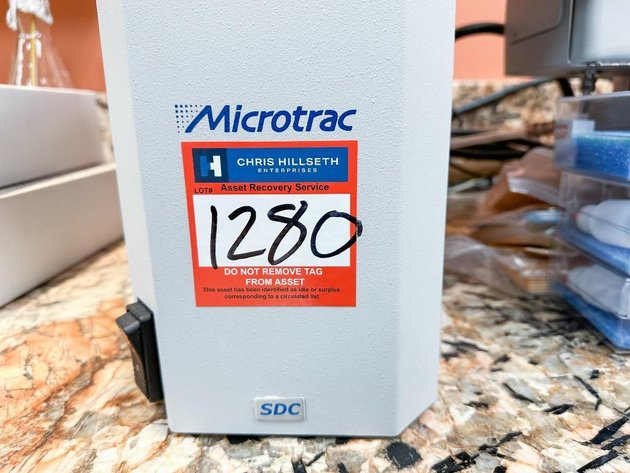 Microtrac
CHRIS HILLSETH
ENTERPRISES
LOT# Asset Recovery Service
1280
DO NOT REMOVE TAG
FROM ASSET
This asset has been identified as idle or surplus
corresponding to a circulated list
SDC